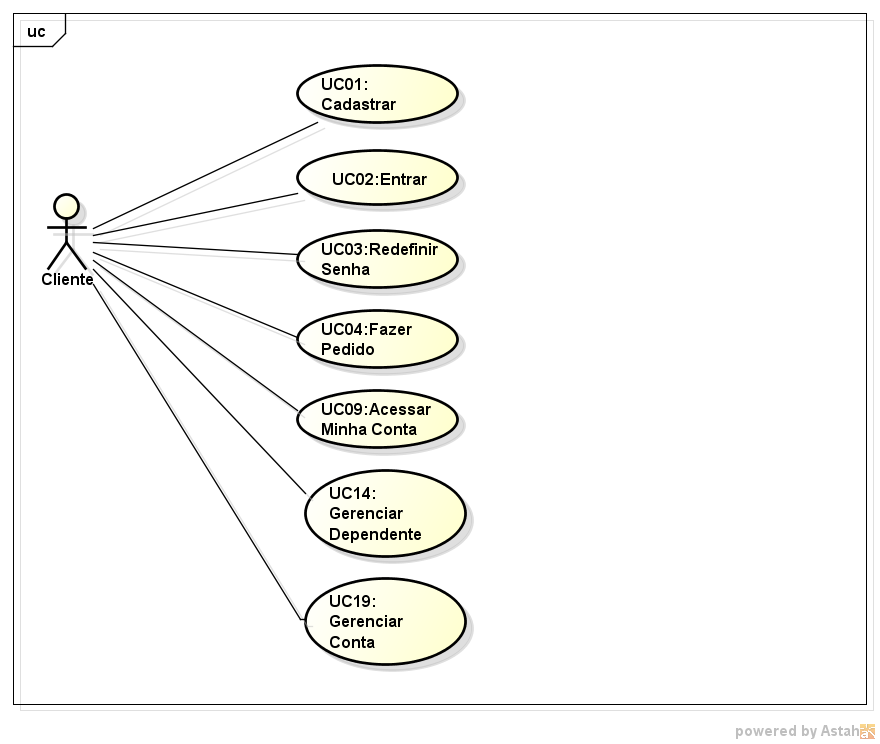 uc
UC01:
Cadastrar
UC02:Entrar
UC03:Redefinir
Senha
Cliente
UC04:Fazer
Pedido
UC09:Acessar
Minha Conta
UC14:
Gerenciar
Dependente
UC19:
Gerenciar
Conta
powered by Astah